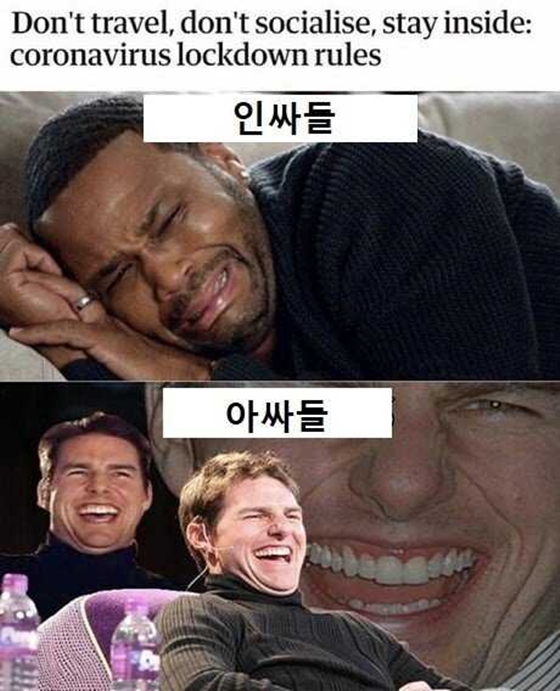 Don't travel, don't socialise, stay inside:
coronavirus lockdown rules
인싸들
아싸들